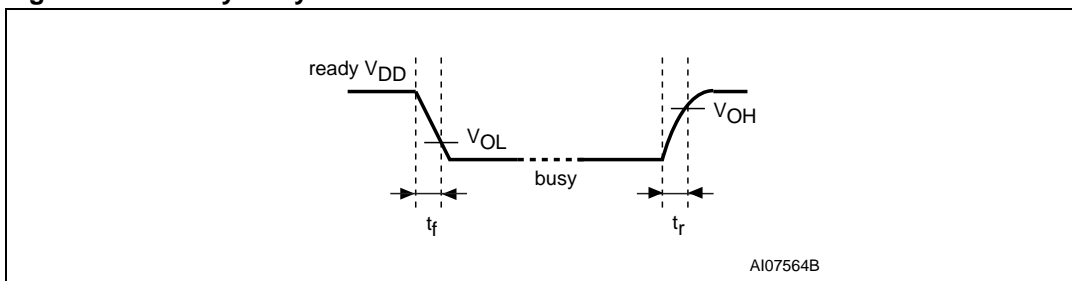 ready VDD
VOL
VOH
busy
tf
tr
AI07564B